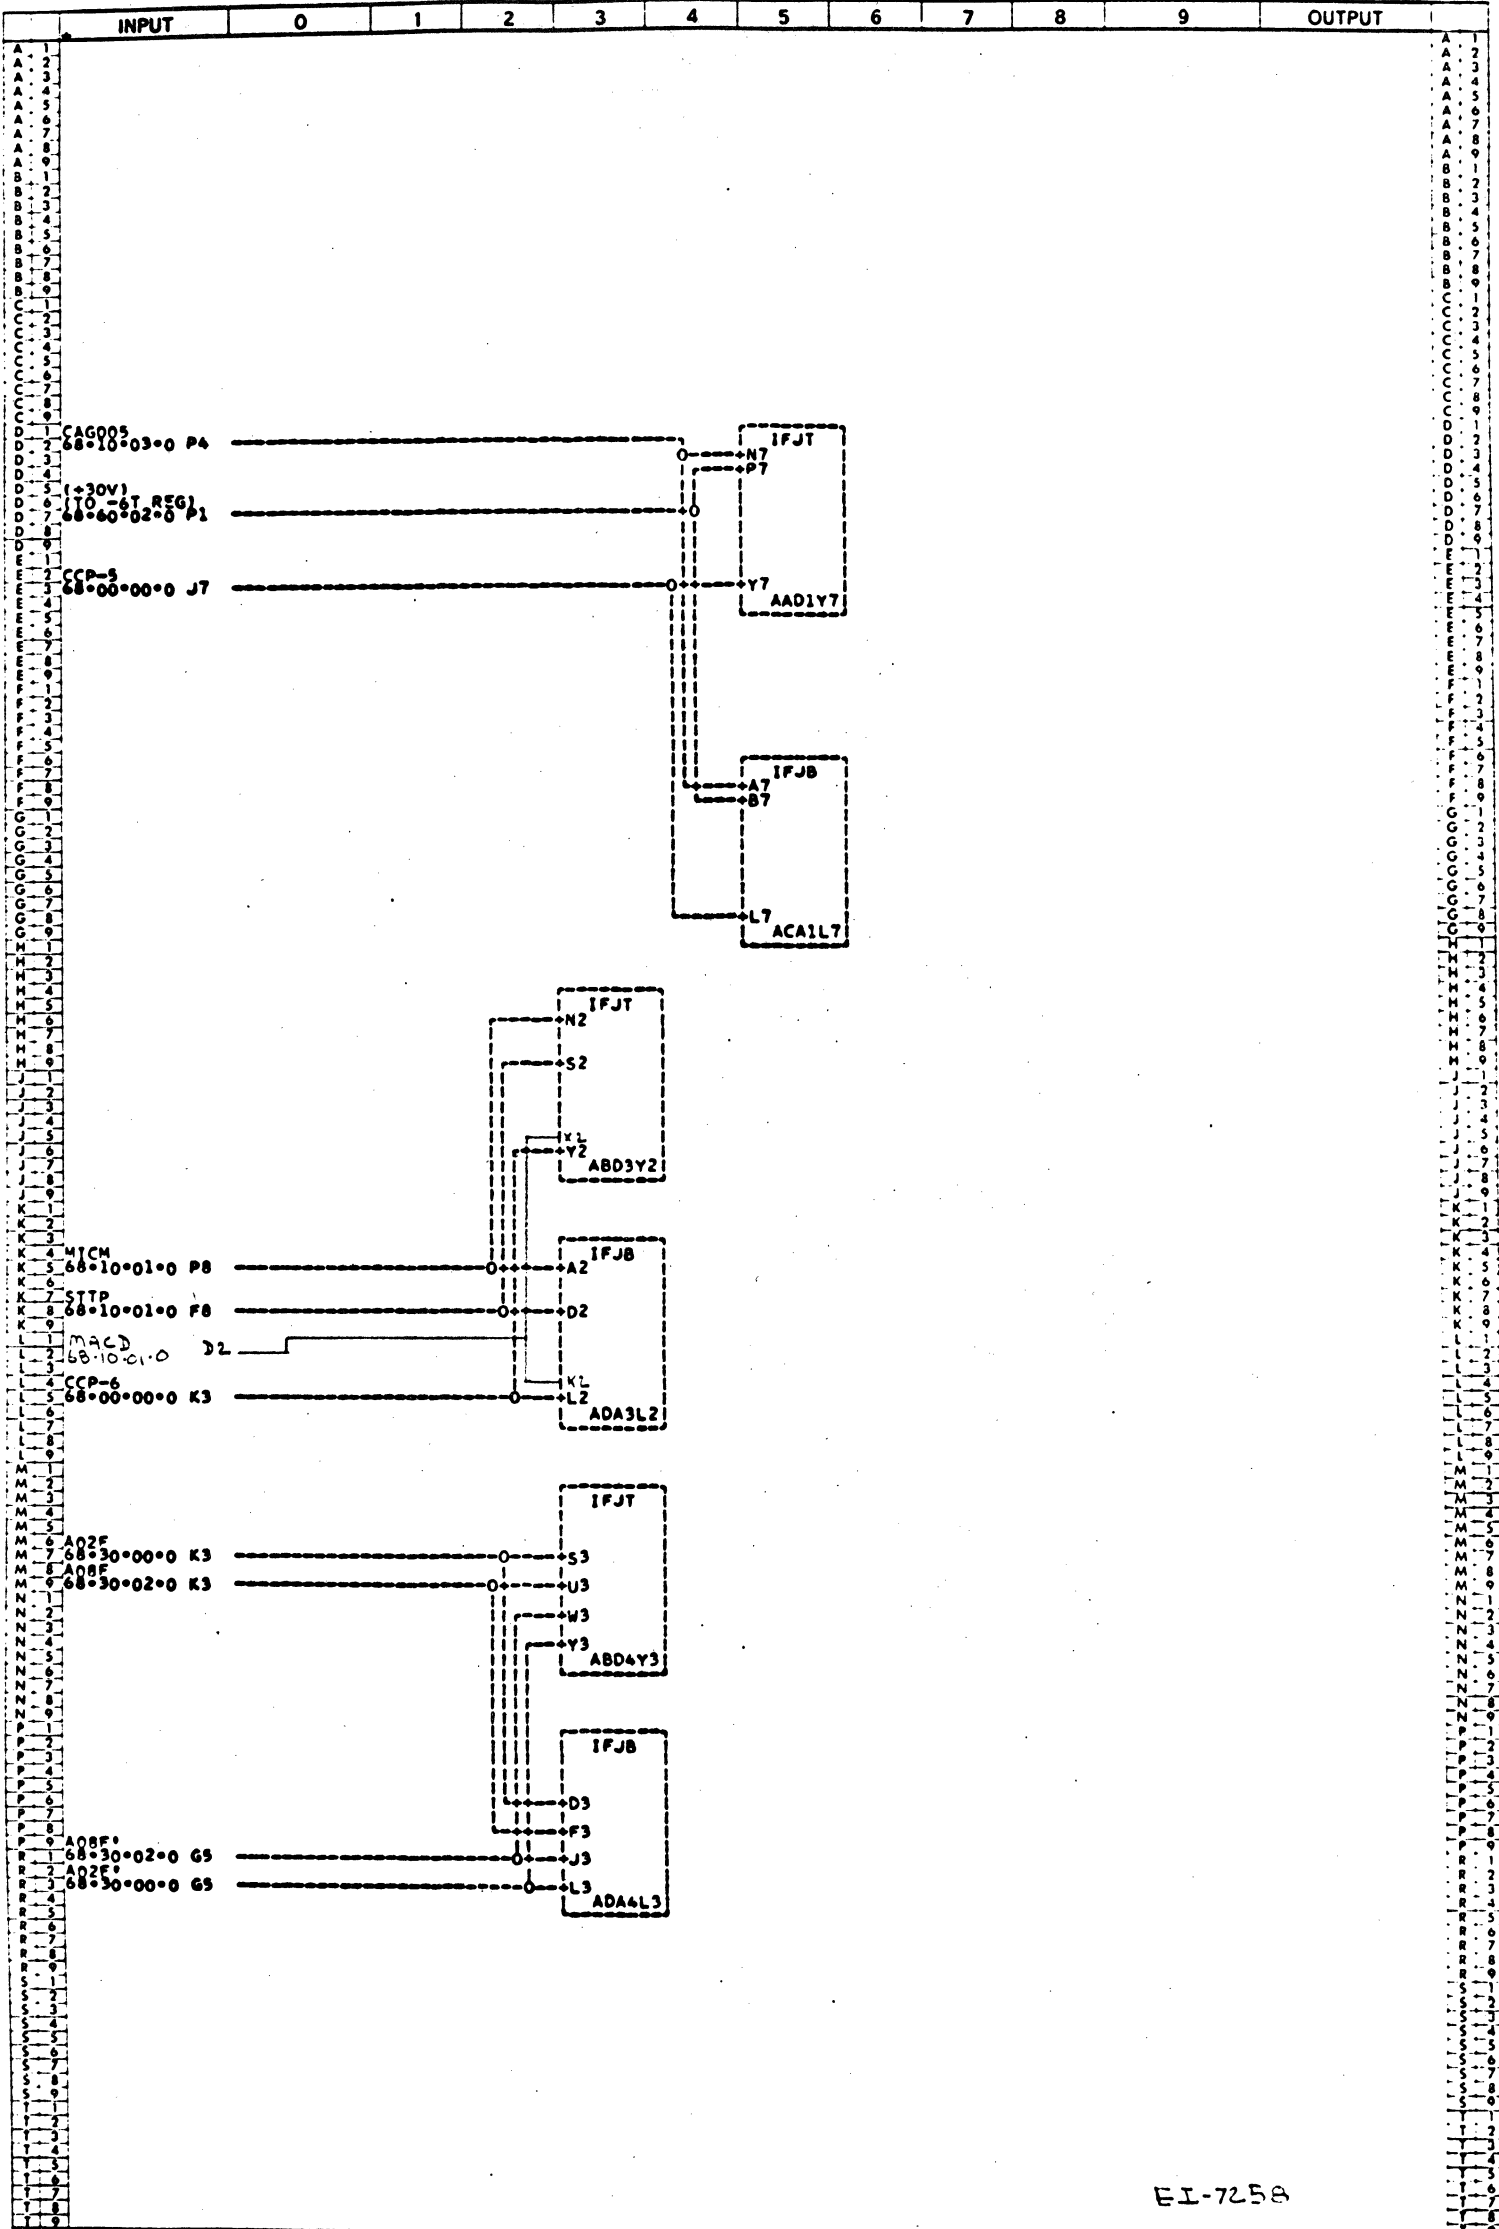 INPUT 0 1 2 3 4 5 6 7 8 9 OUTPUT
CAG005
68•10•03•0 P4
IFJT
N7
P7
(+30V)
(TO -6T REG)
68•60•02•0 P1
CCP-5
68•00•00•0 J7
Y7
AAD1Y7
IFJB
A7
B7
L7
ACA1L7
IFJT
N2
S2
X2
Y2
ABD3Y2
IFJB
MICM
68•10•01•0 P8
A2
STTP
68•10•01•0 F8
D2
MACD
68•10•01•0 D2
CCP-6
68•00•00•0 K3
K2
L2
ADA3L2
IFJT
A02F
68•30•00•0 K3
S3
A08F
68•30•02•0 K3
U3
W3
Y3
ABD4Y3
IFJB
D3
F3
A08F'
68•30•02•0 G5
J3
A02F'
68•30•00•0 G5
L3
ADA4L3
EI-7258